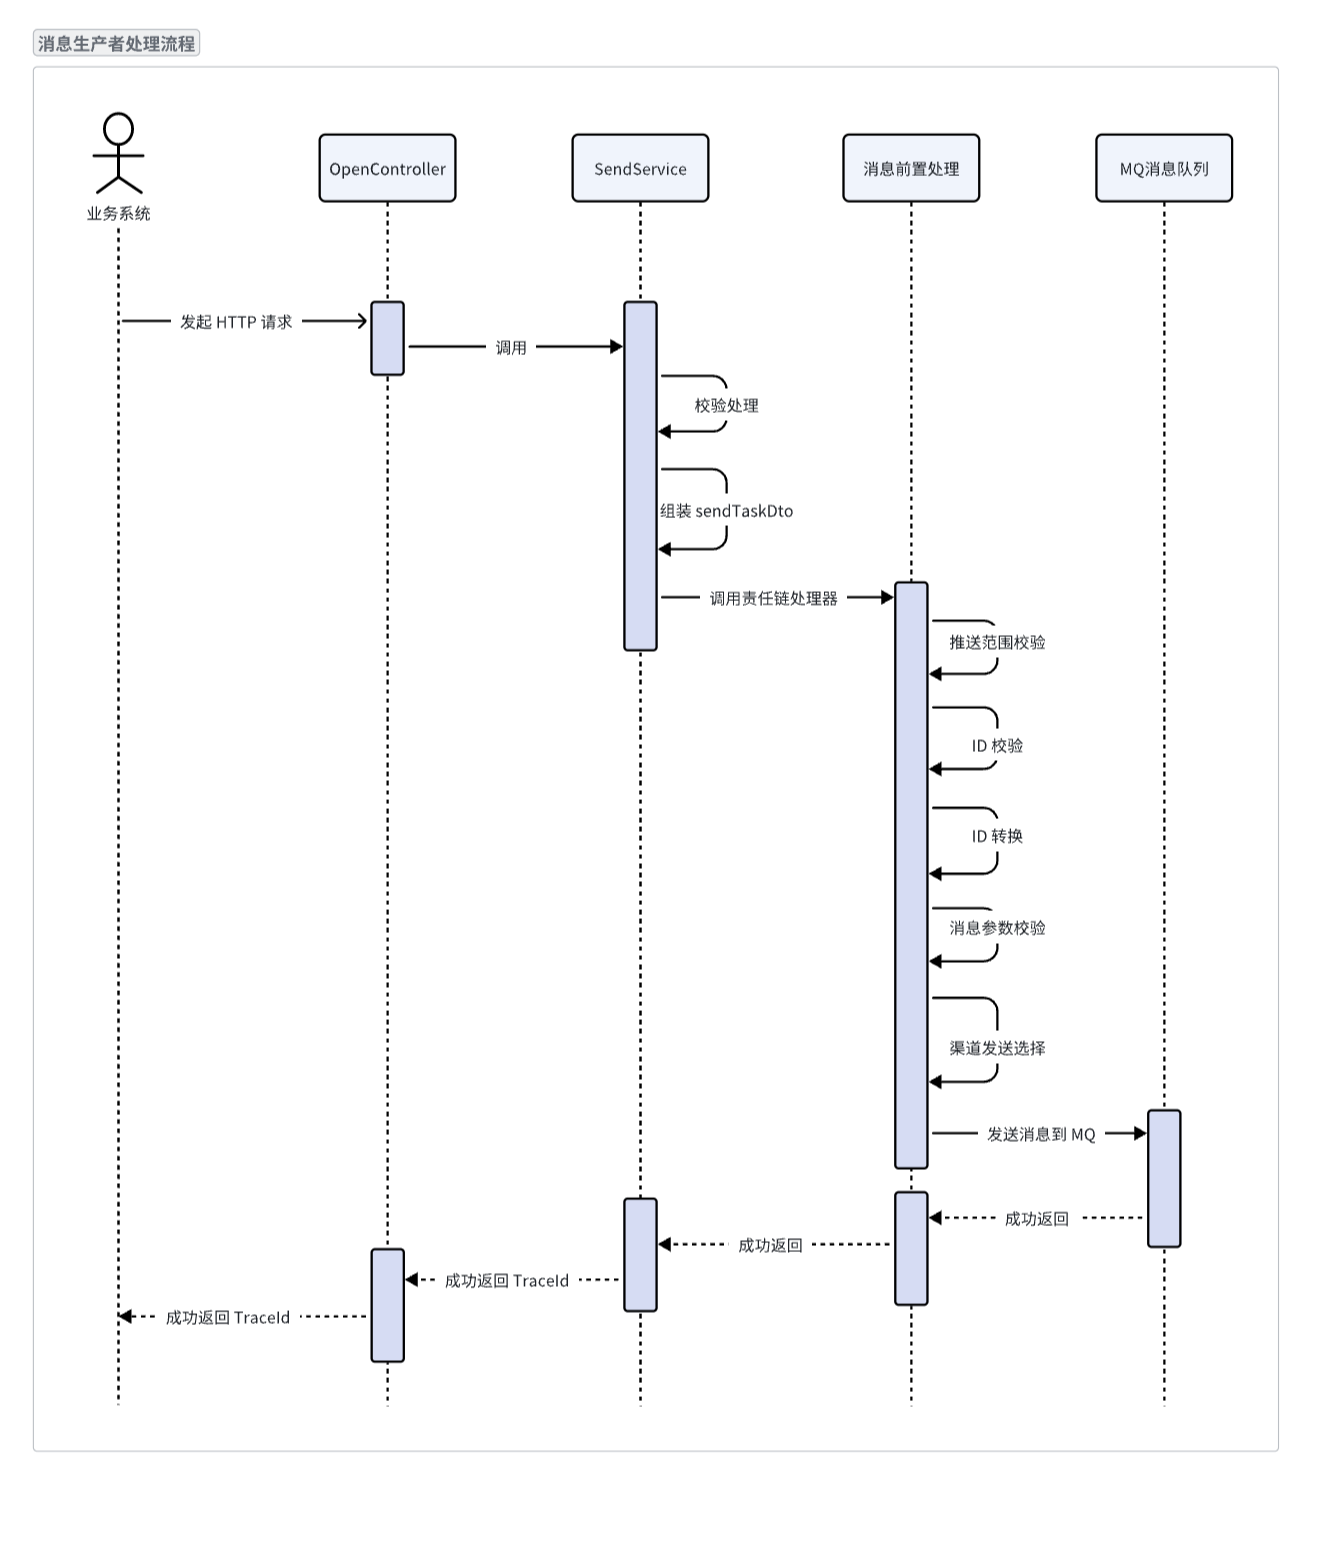 消息生产者处理流程
业务系统
OpenController
SendService
消息前置处理
MQ消息队列
发起 HTTP 请求
调用
校验处理
组装 sendTaskDto
调用责任链处理器
推送范围校验
ID 校验
ID 转换
消息参数校验
渠道发送选择
发送消息到 MQ
成功返回
成功返回
成功返回 TraceId
成功返回 TraceId